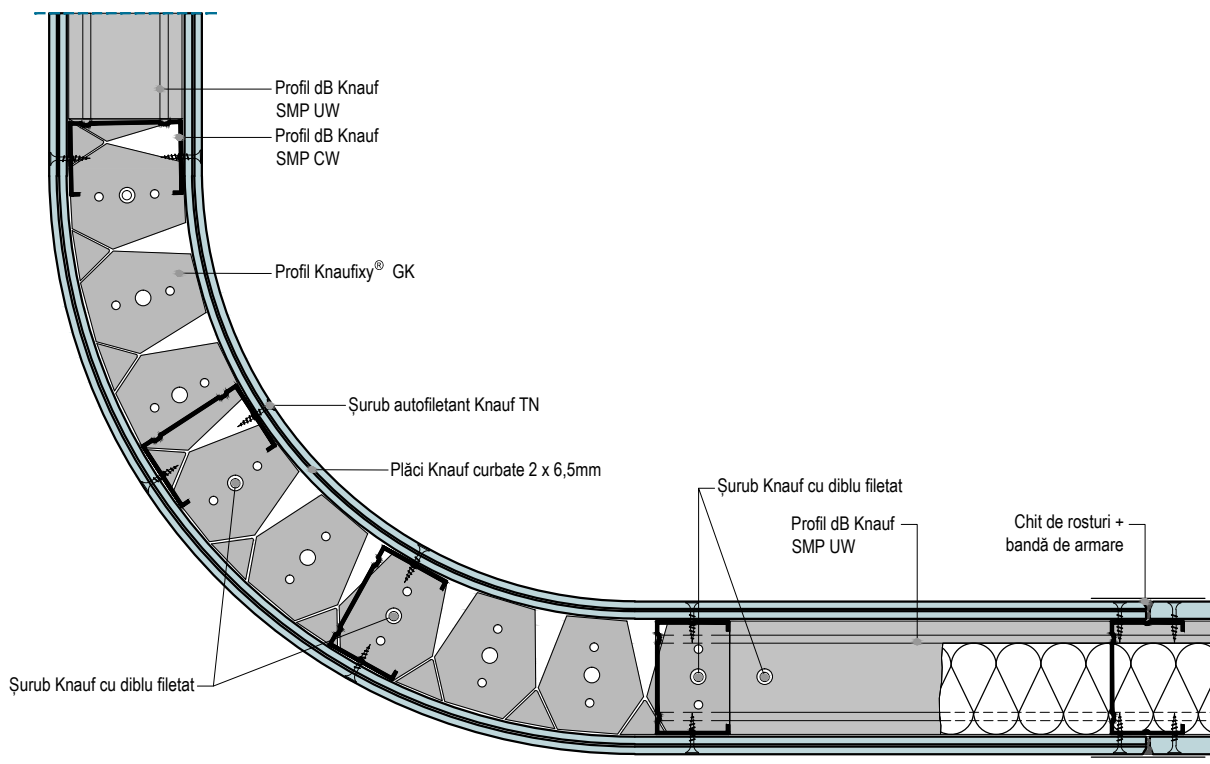 Profil dB Knauf
SMP UW
Profil dB Knauf
SMP CW
Profil Knaufixy® GK
Șurub autofiletant Knauf TN
Plăci Knauf curbate 2 x 6,5mm
Șurub Knauf cu diblu filetat
Profil dB Knauf
SMP UW
Chit de rosturi +
bandă de armare
Șurub Knauf cu diblu filetat